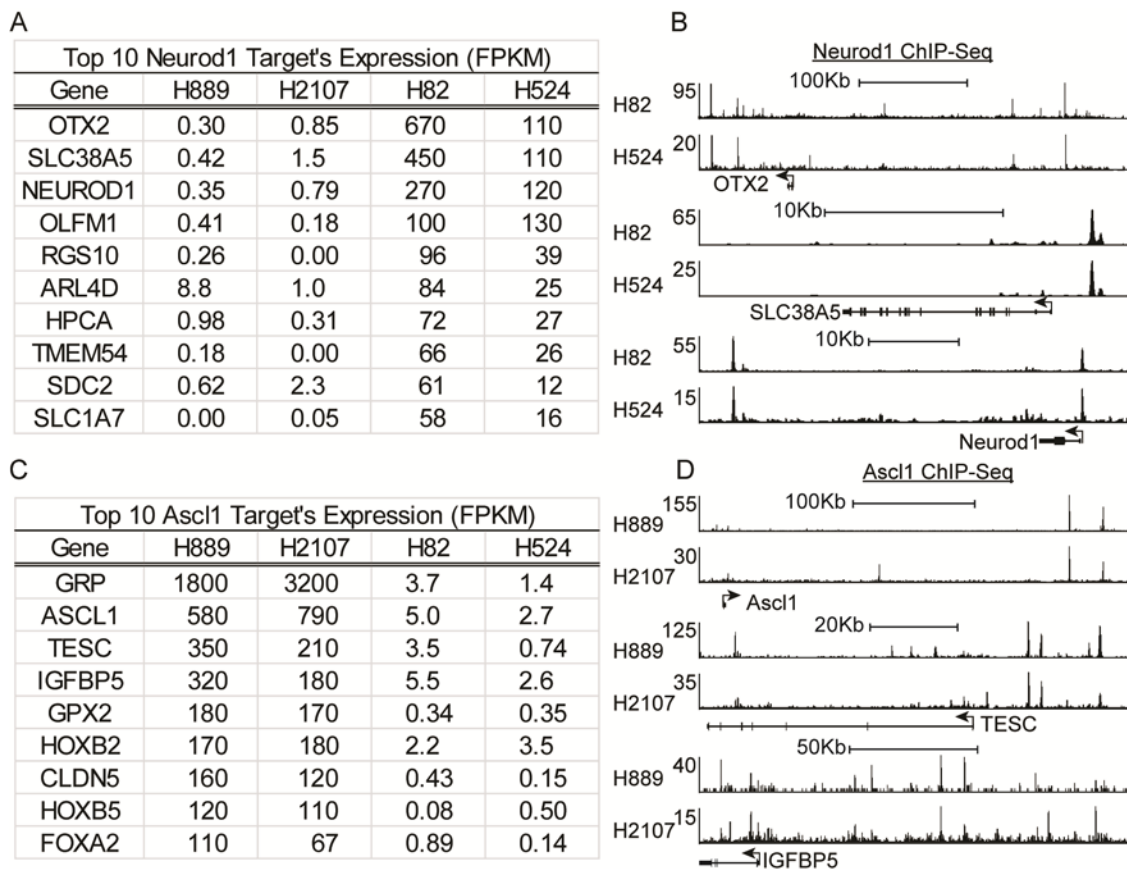 A
Top 10 Neurod1 Target's Expression (FPKM)
Gene H889 H2107 H82 H524
OTX2 0.30 0.85 670 110
SLC38A5 0.42 1.5 450 110
NEUROD1 0.35 0.79 270 120
OLFM1 0.41 0.18 100 130
RGS10 0.26 0.00 96 39
ARL4D 8.8 1.0 84 25
HPCA 0.98 0.31 72 27
TMEM54 0.18 0.00 66 26
SDC2 0.62 2.3 61 12
SLC1A7 0.00 0.05 58 16
B
Neurod1 ChIP-Seq
100Kb
H82 95
H524 20
OTX2
10Kb
H82 65
H524 25
SLC38A5
10Kb
H82 55
H524 15
Neurod1
C
Top 10 Ascl1 Target's Expression (FPKM)
Gene H889 H2107 H82 H524
GRP 1800 3200 3.7 1.4
ASCL1 580 790 5.0 2.7
TESC 350 210 3.5 0.74
IGFBP5 320 180 5.5 2.6
GPX2 180 170 0.34 0.35
HOXB2 170 180 2.2 3.5
CLDN5 160 120 0.43 0.15
HOXB5 120 110 0.08 0.50
FOXA2 110 67 0.89 0.14
D
Ascl1 ChIP-Seq
100Kb
H889 155
H2107 30
Ascl1
20Kb
H889 125
H2107 35
TESC
50Kb
H889 40
H2107 15
IGFBP5